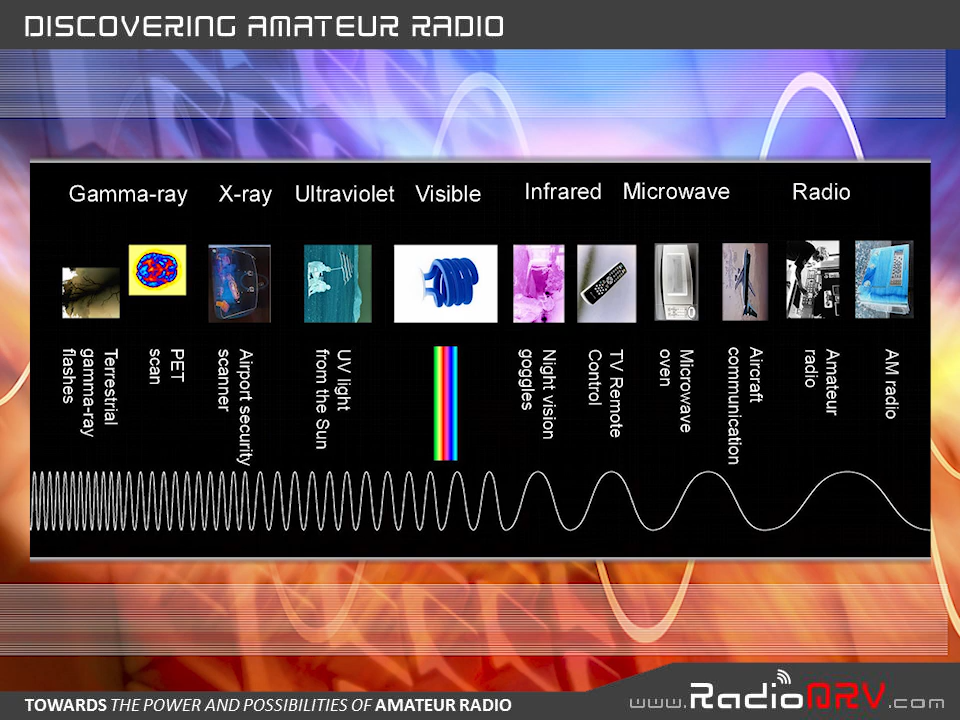 DISCOVERING AMATEUR RADIO
Gamma-ray X-ray Ultraviolet Visible Infrared Microwave Radio
Terrestrial
gamma-ray
flashes
PET
scan
Airport security
scanner
UV light
from the Sun
Night vision
goggles
TV Remote
Control
Microwave
oven
Aircraft
communication
Amateur
radio
AM radio
TOWARDS THE POWER AND POSSIBILITIES OF AMATEUR RADIO
www.RadioQRV.com